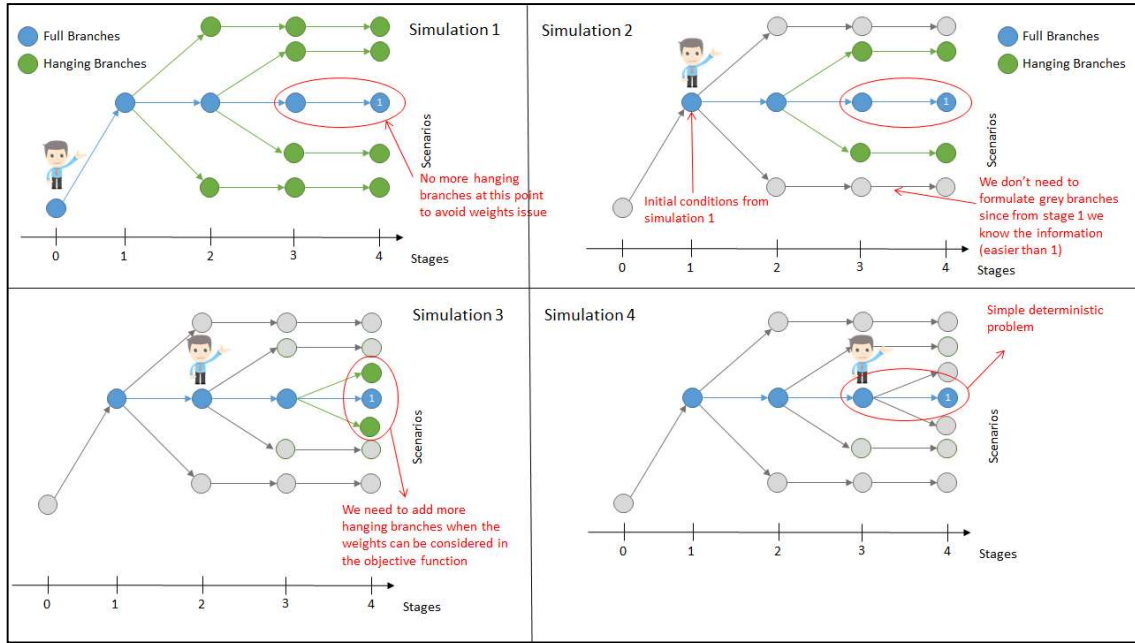 Simulation 1
Full Branches
Hanging Branches
1
Scenarios
No more hanging
branches at this point
to avoid weights issue
0 1 2 3 4
Stages
Simulation 2
Full Branches
Hanging Branches
1
Scenarios
Initial conditions from
simulation 1
We don't need to
formulate grey branches
since from stage 1 we
know the information
(easier than 1)
0 1 2 3 4
Stages
Simulation 3
1
Scenarios
We need to add more
hanging branches when the
weights can be considered in
the objective function
0 1 2 3 4
Stages
Simulation 4
Simple deterministic
problem
1
Scenarios
0 1 2 3 4
Stages